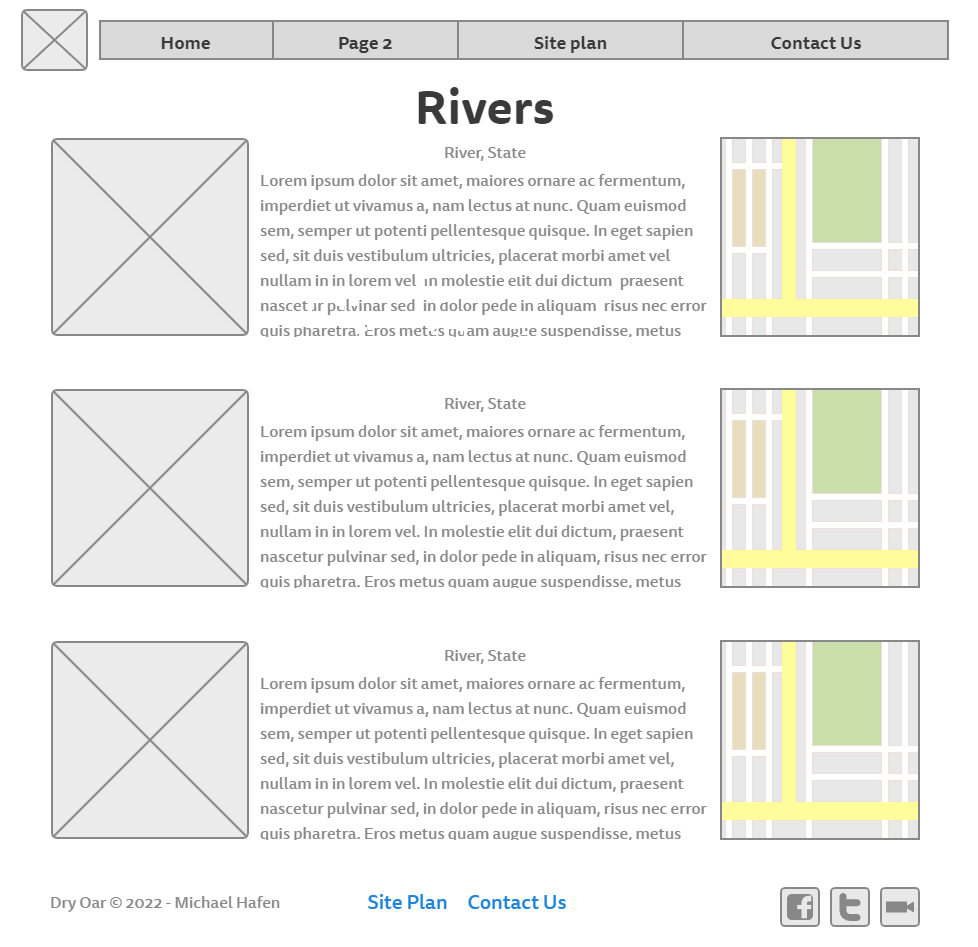 Home Page 2 Site plan Contact Us
Rivers
River, State
Lorem ipsum dolor sit amet, maiores ornare ac fermentum,
imperdiet ut vivamus a, nam lectus at nunc. Quam euismod
sem, semper ut potenti pellentesque quisque. In eget sapien
sed, sit duis vestibulum ultricies, placerat morbi amet vel
nullam in in lorem vel in molestie elit dui dictum praesent
pulvinar sed in dolor pede in aliquam risus nec error
quis pharetra. Eros metus quam augue suspendisse, metus
River, State
Lorem ipsum dolor sit amet, maiores ornare ac fermentum,
imperdiet ut vivamus a, nam lectus at nunc. Quam euismod
sem, semper ut potenti pellentesque quisque. In eget sapien
sed, sit duis vestibulum ultricies, placerat morbi amet vel,
nullam in in lorem vel. In molestie elit dui dictum, praesent
nascetur pulvinar sed, in dolor pede in aliquam, risus nec error
quis pharetra. Eros metus quam augue suspendisse, metus
River, State
Lorem ipsum dolor sit amet, maiores ornare ac fermentum,
imperdiet ut vivamus a, nam lectus at nunc. Quam euismod
sem, semper ut potenti pellentesque quisque. In eget sapien
sed, sit duis vestibulum ultricies, placerat morbi amet vel,
nullam in in lorem vel. In molestie elit dui dictum, praesent
nascetur pulvinar sed, in dolor pede in aliquam, risus nec error
quis pharetra. Eros metus quam augue suspendisse, metus
Dry Oar © 2022 - Michael Hafen Site Plan Contact Us